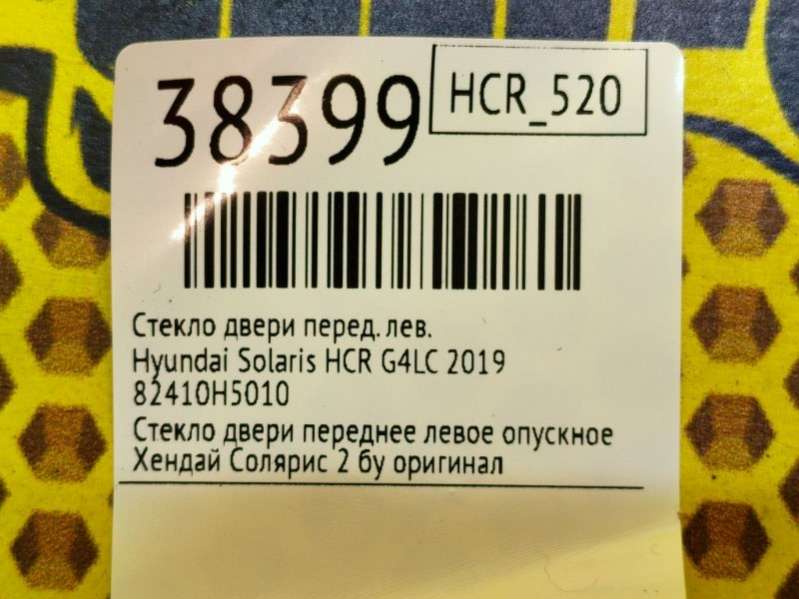 38399
HCR_520
Стекло двери перед. лев.
Hyundai Solaris HCR G4LC 2019
82410H5010
Стекло двери переднее левое опускное
Хендай Солярис 2 бу оригинал